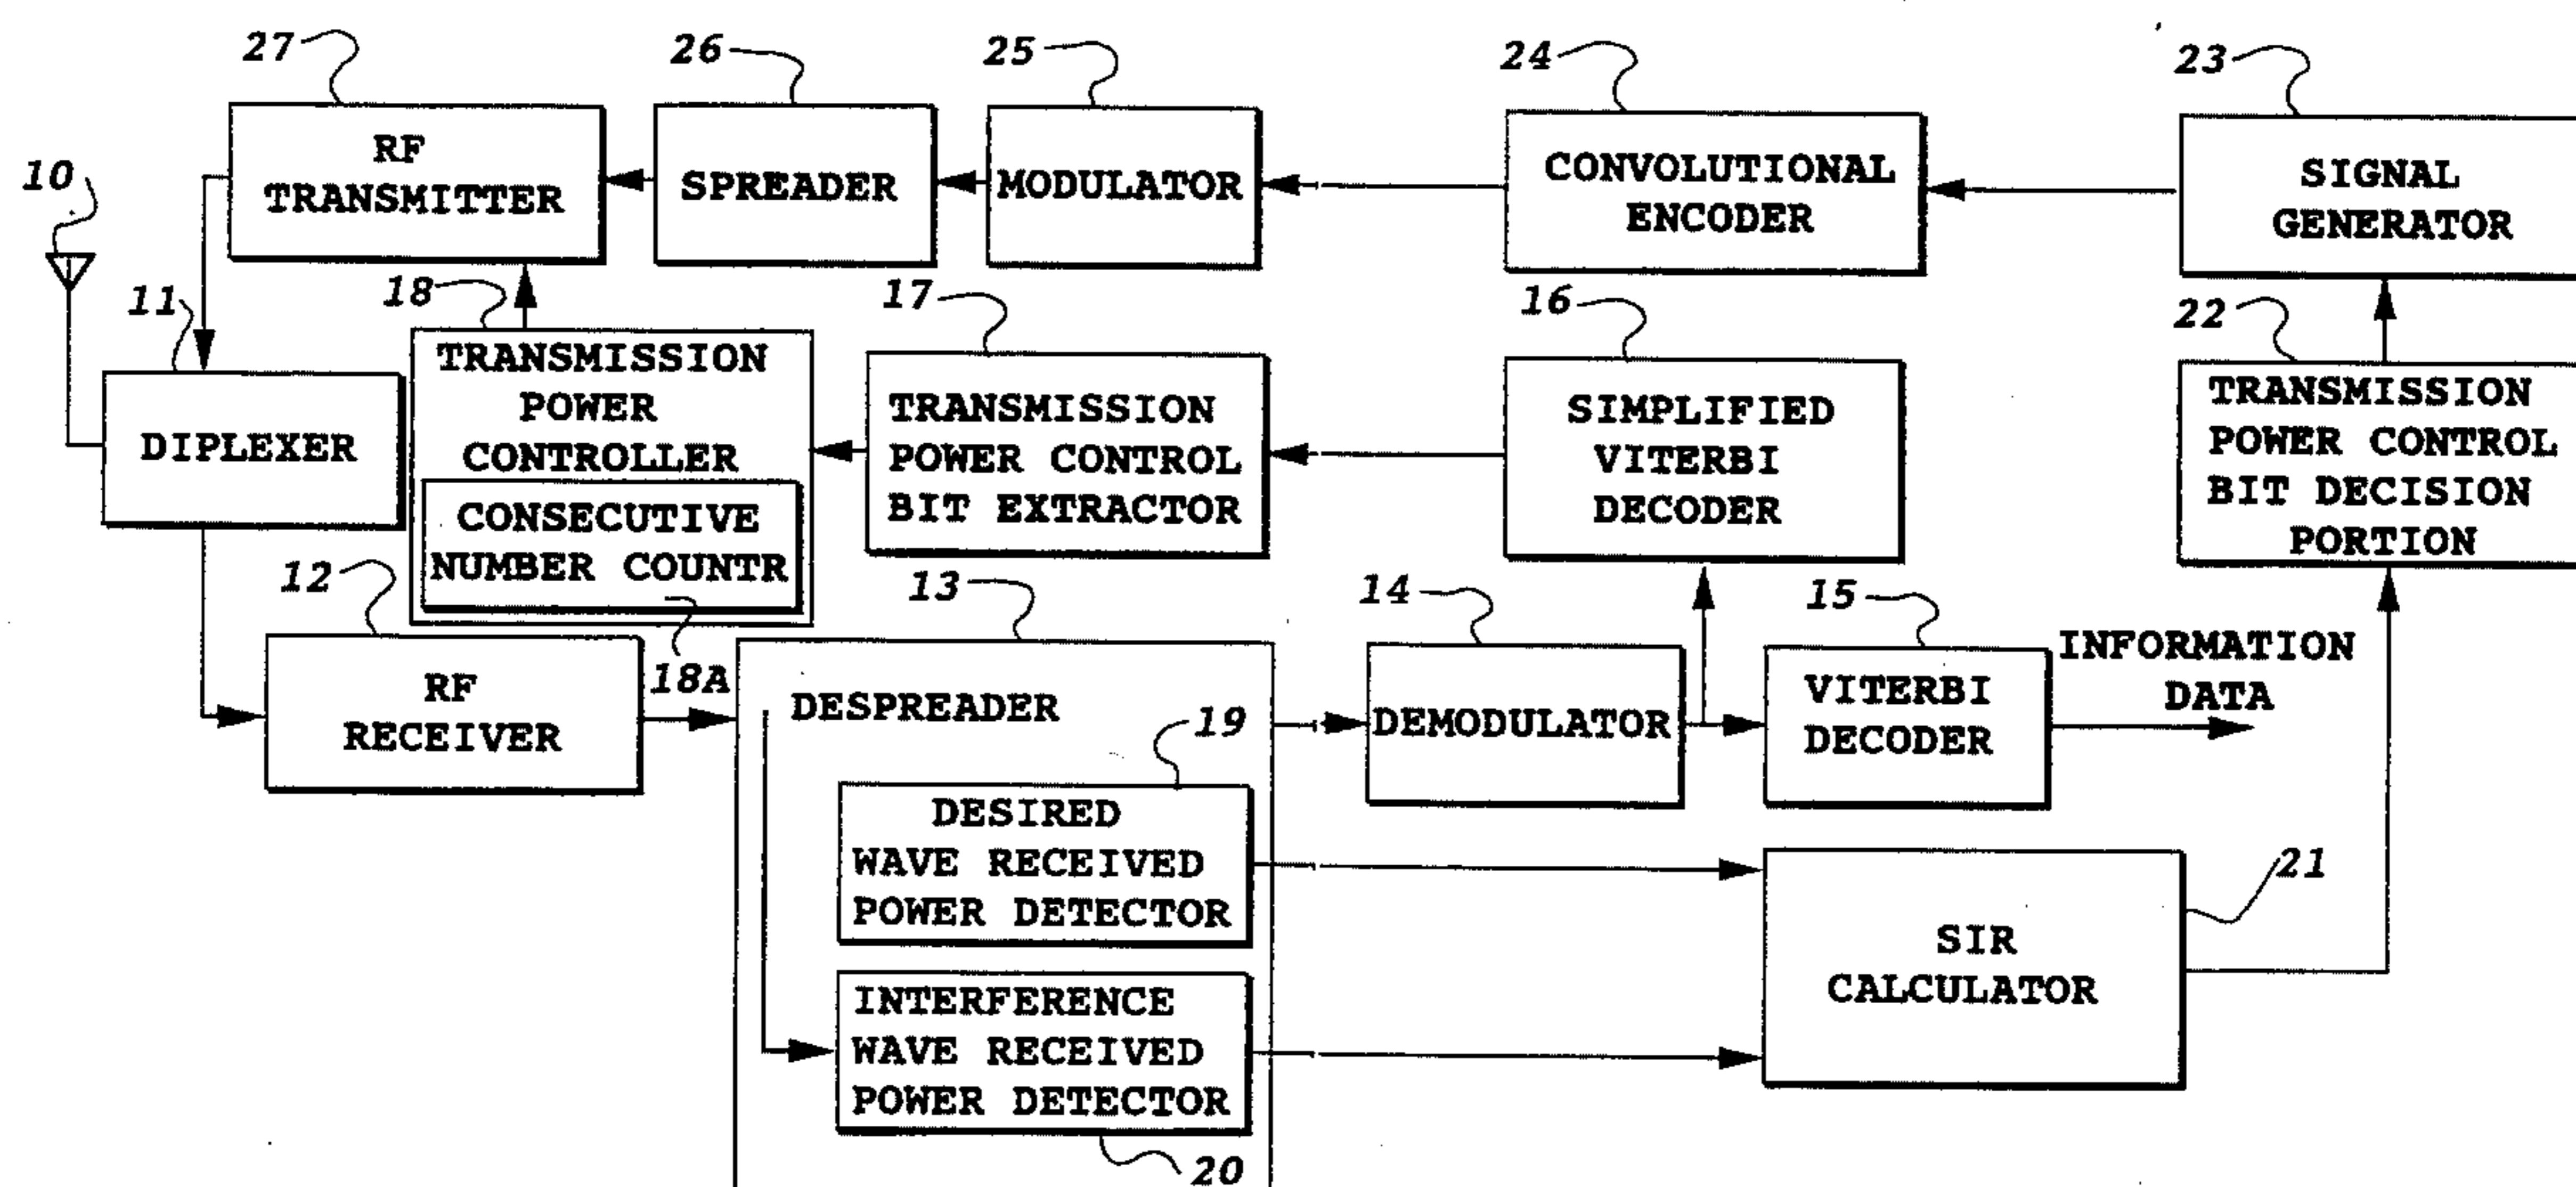 27
26
25
24
23
RF
TRANSMITTER
SPREADER
MODULATOR
CONVOLUTIONAL
ENCODER
SIGNAL
GENERATOR
10
11
18
17
16
22
DIPLEXER
TRANSMISSION
POWER
CONTROLLER
CONSECUTIVE
NUMBER COUNTR
18A
TRANSMISSION
POWER CONTROL
BIT EXTRACTOR
SIMPLIFIED
VITERBI
DECODER
TRANSMISSION
POWER CONTROL
BIT DECISION
PORTION
12
13
14
15
RF
RECEIVER
DESPREADER
DEMODULATOR
VITERBI
DECODER
INFORMATION
DATA
19
DESIRED
WAVE RECEIVED
POWER DETECTOR
INTERFERENCE
WAVE RECEIVED
POWER DETECTOR
20
SIR
CALCULATOR
21